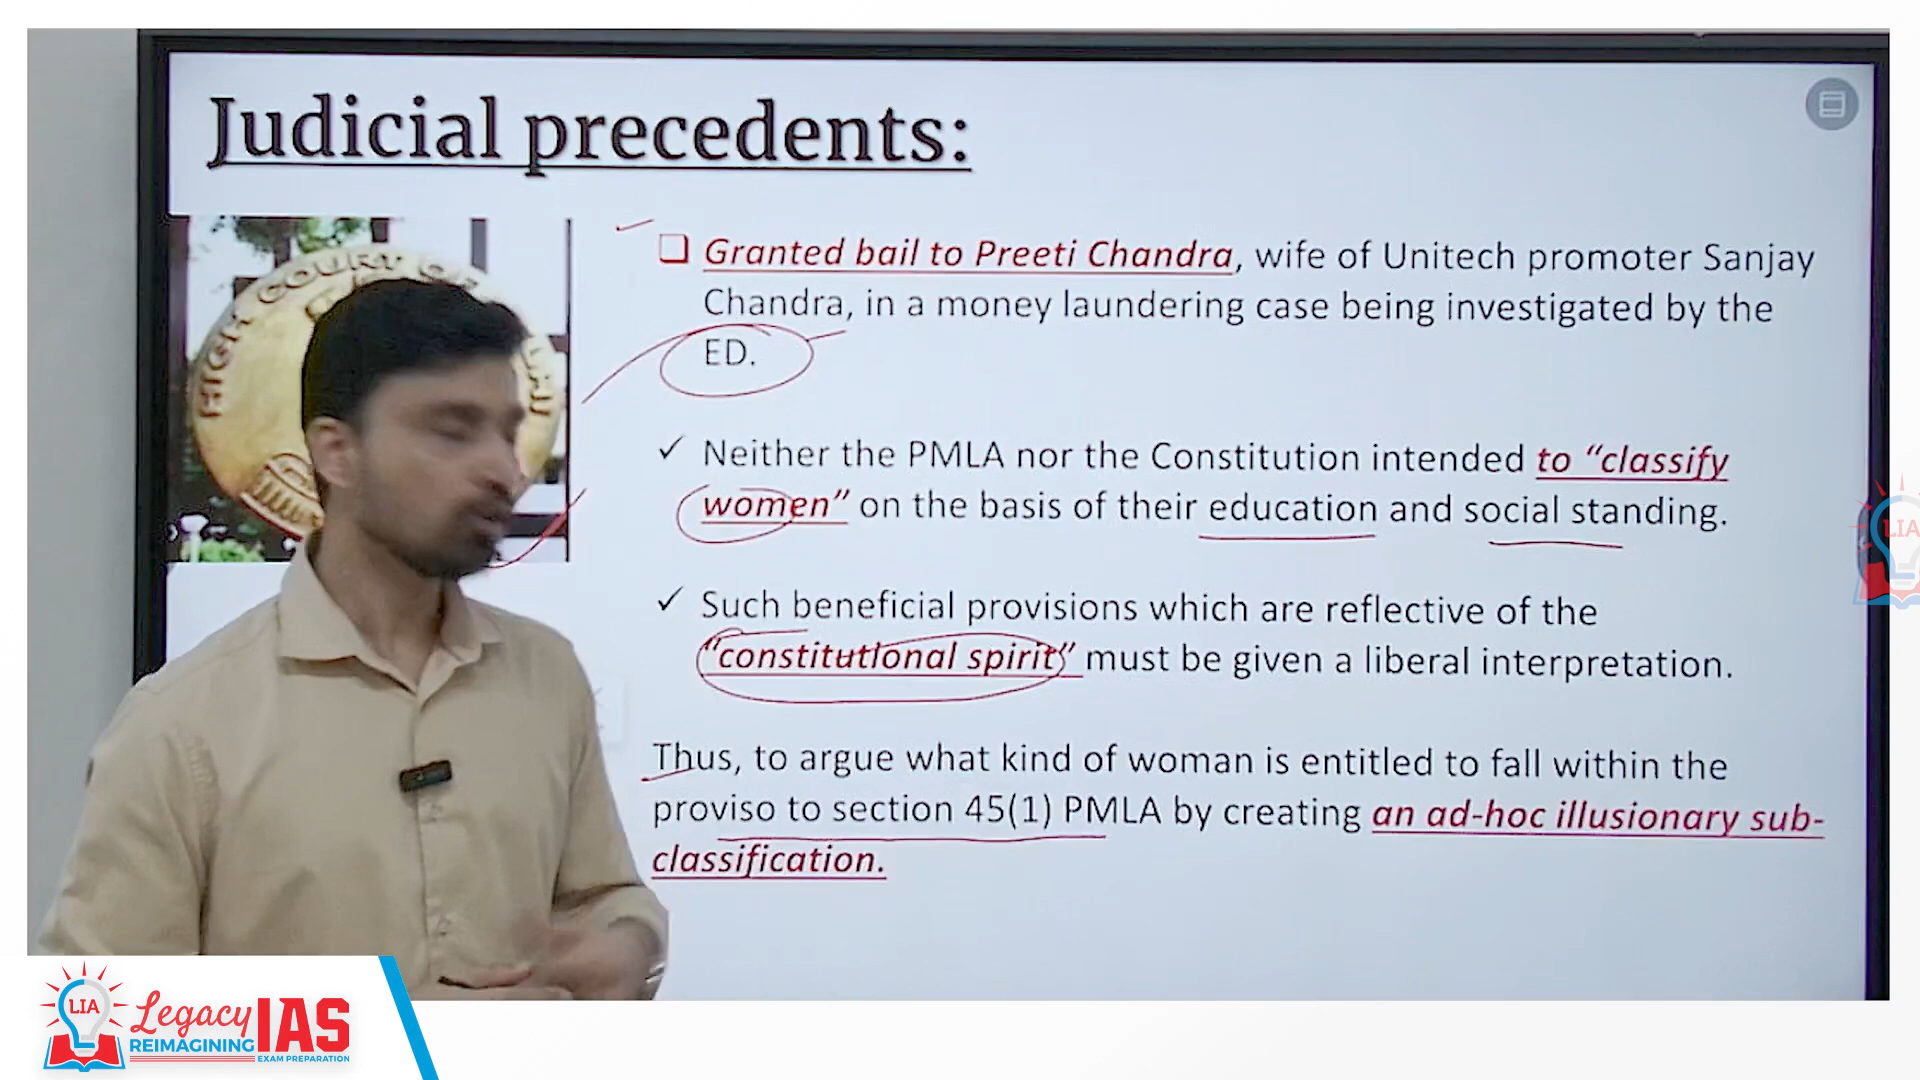 Judicial precedents:
HIGH COURT OF
Granted bail to Preeti Chandra, wife of Unitech promoter Sanjay
Chandra, in a money laundering case being investigated by the
ED.
✓ Neither the PMLA nor the Constitution intended to “classify
women” on the basis of their education and social standing.
✓ Such beneficial provisions which are reflective of the
“constitutional spirit” must be given a liberal interpretation.
Thus, to argue what kind of woman is entitled to fall within the
proviso to section 45(1) PMLA by creating an ad-hoc illusionary sub-
classification.
LIA
LIA
Legacy IAS
REIMAGINING
EXAM PREPARATION